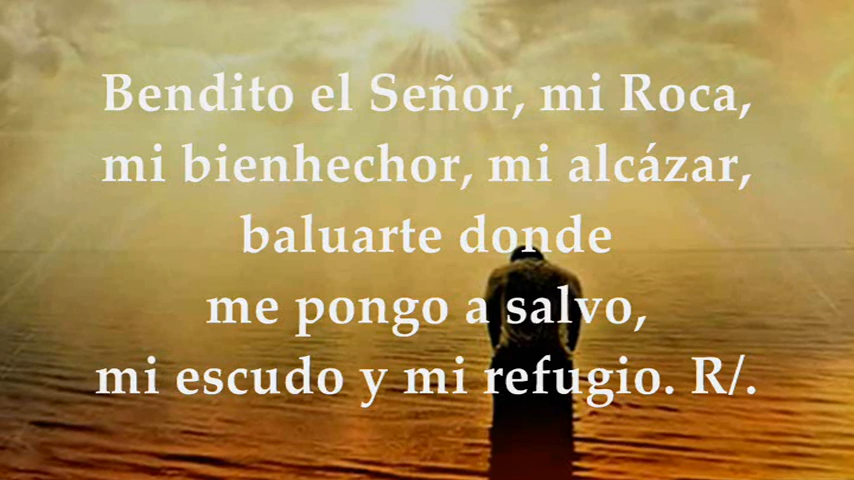 Bendito el Señor, mi Roca,
mi bienhechor, mi alcázar,
baluarte donde
me pongo a salvo,
mi escudo y mi refugio. R/.